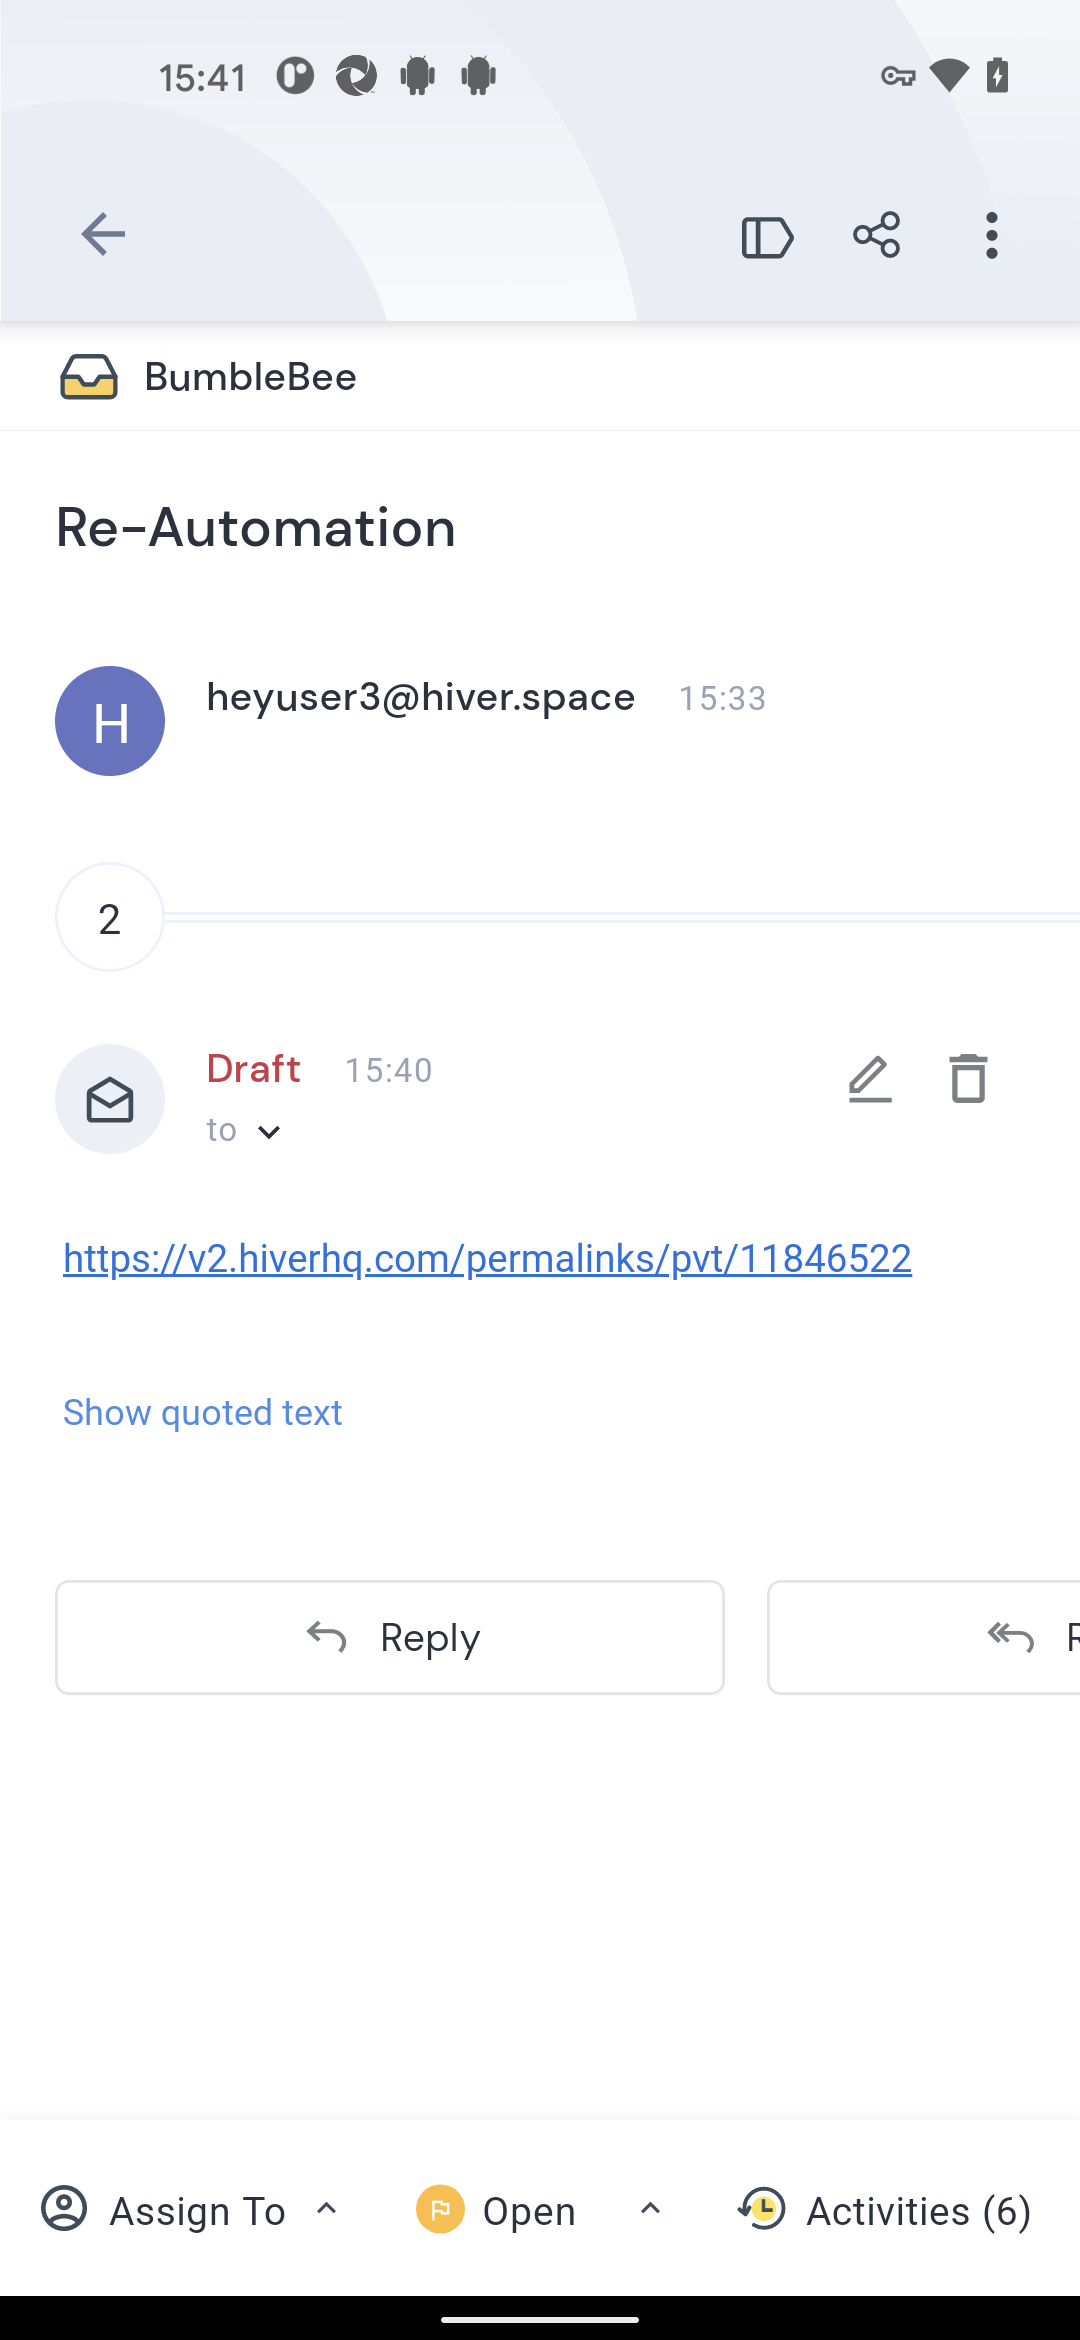 15:41
BumbleBee
Re-Automation
H
heyuser3@hiver.space 15:33
2
Draft 15:40
to
https://v2.hiverhq.com/permalinks/pvt/11846522
Show quoted text
Reply R
Assign To Open Activities (6)